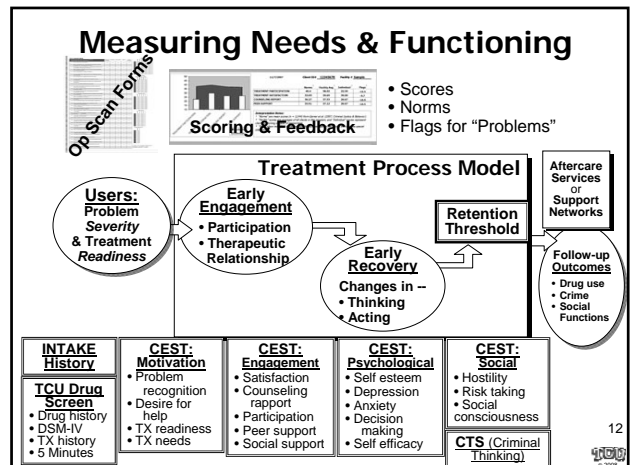 Measuring Needs & Functioning
Op Scan Forms
Scoring & Feedback
• Scores
• Norms
• Flags for "Problems"
Treatment Process Model
Users:
Problem
Severity
& Treatment
Readiness
Early
Engagement
• Participation
• Therapeutic
Relationship
Early
Recovery
Changes in --
• Thinking
• Acting
Retention
Threshold
Aftercare
Services
or
Support
Networks
Follow-up
Outcomes
• Drug use
• Crime
• Social
Functions
INTAKE
History
TCU Drug
Screen
• Drug history
• DSM-IV
• TX history
• 5 Minutes
CEST:
Motivation
• Problem
recognition
• Desire for
help
• TX readiness
• TX needs
CEST:
Engagement
• Satisfaction
• Counseling
rapport
• Participation
• Peer support
• Social support
CEST:
Psychological
• Self esteem
• Depression
• Anxiety
• Decision
making
• Self efficacy
CEST:
Social
• Hostility
• Risk taking
• Social
consciousness
CTS (Criminal
Thinking)
12
TCU